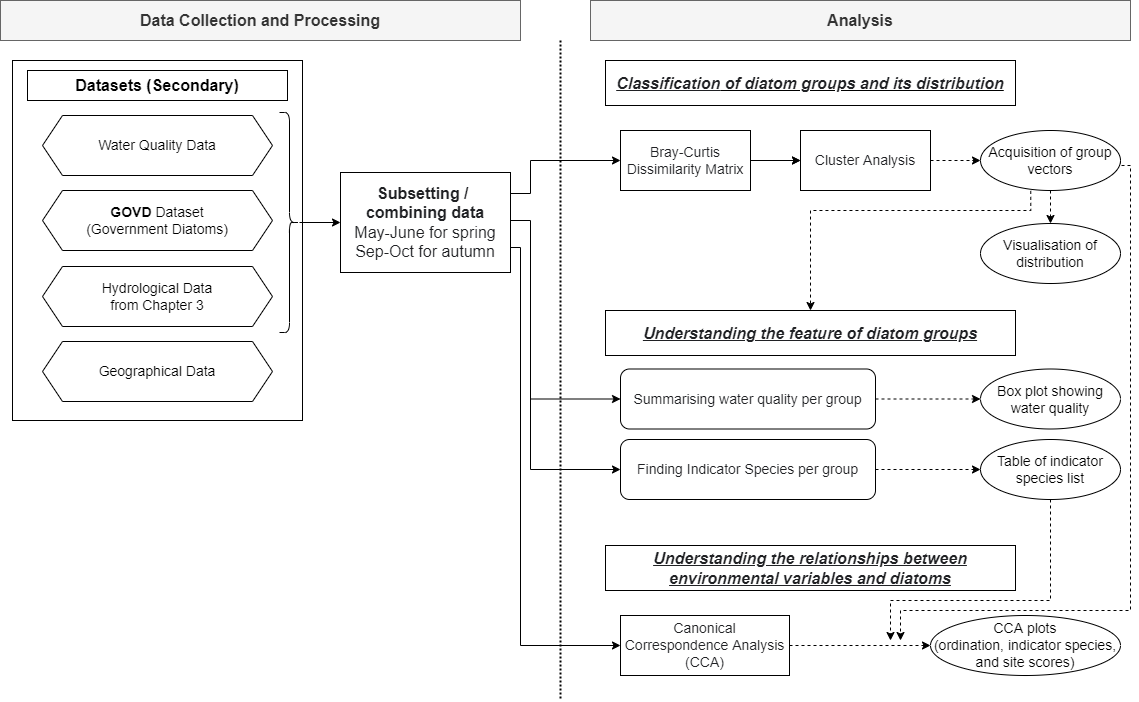 Data Collection and Processing
Analysis
Datasets (Secondary)
Water Quality Data
GOVD Dataset
(Government Diatoms)
Hydrological Data
from Chapter 3
Geographical Data
Subsetting /
combining data
May-June for spring
Sep-Oct for autumn
Classification of diatom groups and its distribution
Bray-Curtis
Dissimilarity Matrix
Cluster Analysis
Acquisition of group
vectors
Visualisation of
distribution
Understanding the feature of diatom groups
Summarising water quality per group
Box plot showing
water quality
Finding Indicator Species per group
Table of indicator
species list
Understanding the relationships between
environmental variables and diatoms
Canonical
Correspondence Analysis
(CCA)
CCA plots
(ordination, indicator species,
and site scores)